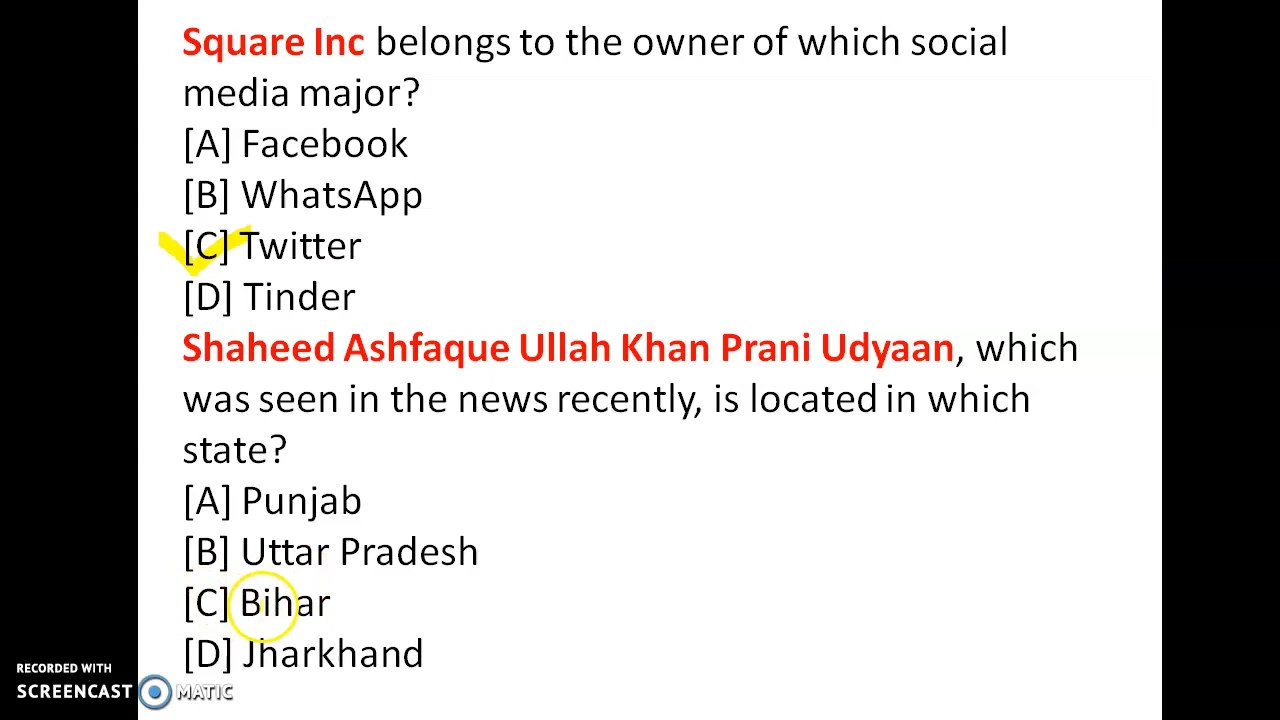 Square Inc belongs to the owner of which social
media major?
[A] Facebook
[B] WhatsApp
[C] Twitter
[D] Tinder
Shaheed Ashfaque Ullah Khan Prani Udyaan, which
was seen in the news recently, is located in which
state?
[A] Punjab
[B] Uttar Pradesh
[C] Bihar
[D] Jharkhand
RECORDED WITH
SCREENCAST MATIC